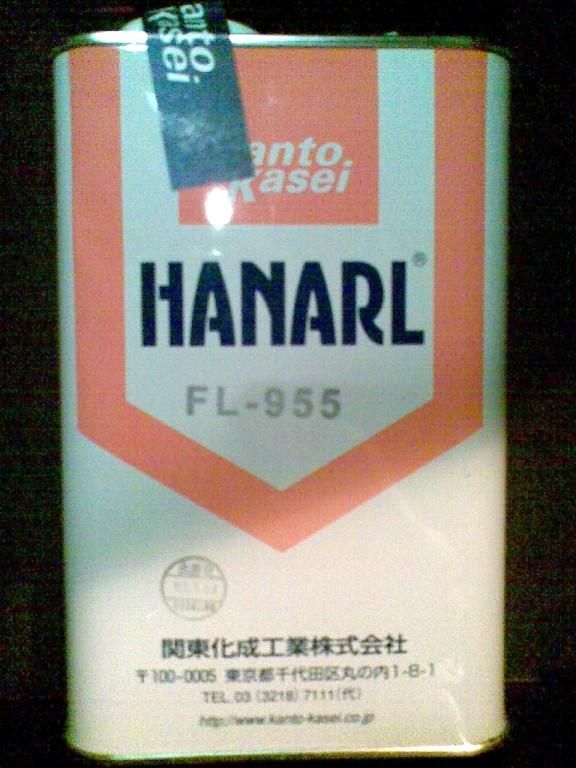 anto.
kasei
anto.
Kasei
HANARL®
FL-955
関東化成工業株式会社
〒100-0005 東京都千代田区丸の内1-8-1
TEL. 03 (3218) 7111(代)
http://www.kanto-kasei.co.jp